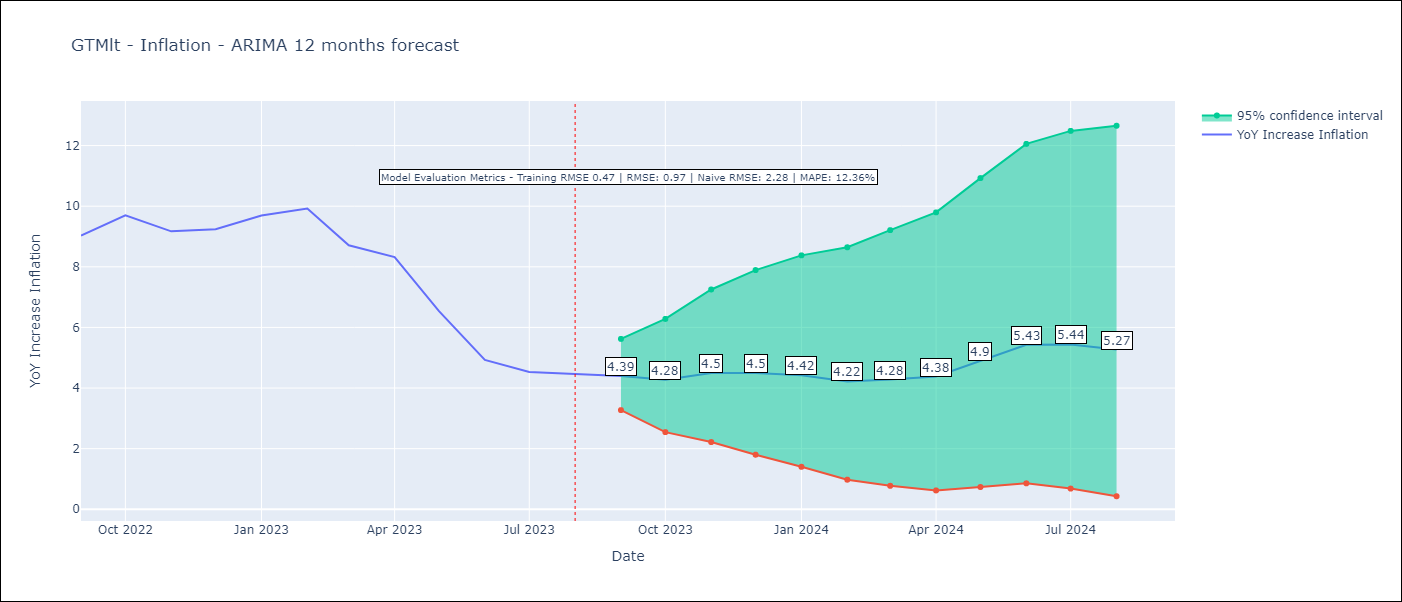 GTMlt - Inflation - ARIMA 12 months forecast
95% confidence interval
YoY Increase Inflation
Model Evaluation Metrics - Training RMSE 0.47 | RMSE: 0.97 | Naive RMSE: 2.28 | MAPE: 12.36%
YoY Increase Inflation
12
10
8
6
4
2
0
4.39
4.28
4.5
4.5
4.42
4.22
4.28
4.38
4.9
5.43
5.44
5.27
Oct 2022
Jan 2023
Apr 2023
Jul 2023
Oct 2023
Jan 2024
Apr 2024
Jul 2024
Date